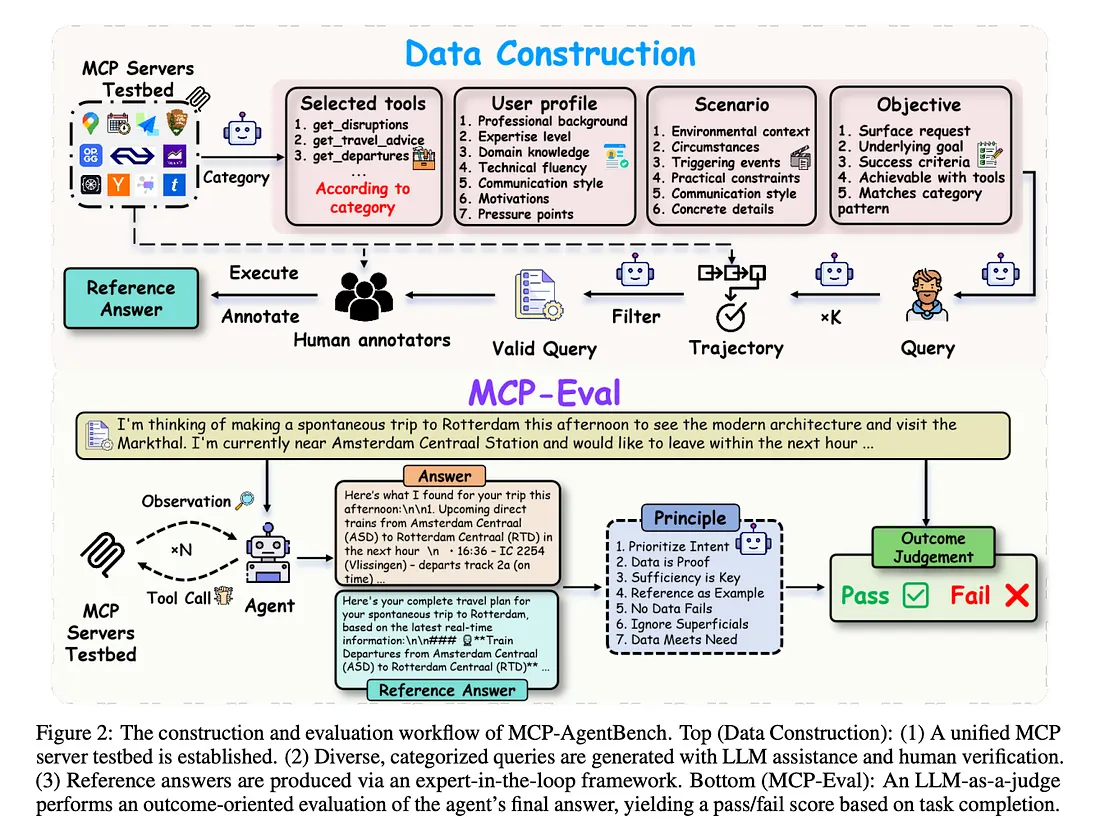 Data Construction
MCP Servers
Testbed
OP.
GG
Y
t
Category
Selected tools
1. get_disruptions
2. get_travel_advice
3. get_departures
...
According to
category
User profile
1. Professional background
2. Expertise level
3. Domain knowledge
4. Technical fluency
5. Communication style
6. Motivations
7. Pressure points
Scenario
1. Environmental context
2. Circumstances
3. Triggering events
4. Practical constraints
5. Communication style
6. Concrete details
Objective
1. Surface request
2. Underlying goal
3. Success criteria
4. Achievable with tools
5. Matches category
pattern
Reference
Answer
Execute
Annotate
Human annotators
Valid Query
Filter
Trajectory
×K
Query
MCP-Eval
I'm thinking of making a spontaneous trip to Rotterdam this afternoon to see the modern architecture and visit the
Markthal. I'm currently near Amsterdam Centraal Station and would like to leave within the next hour ...
Observation
×N
Tool Call
MCP
Servers
Testbed
Agent
Answer
Here's what I found for your trip this
afternoon:\n\n1. Upcoming direct
trains from Amsterdam Centraal
(ASD) to Rotterdam Centraal (RTD) in
the next hour \n • 16:36 – IC 2254
(Vlissingen) – departs track 2a (on
time) ...
Here's your complete travel plan for
your spontaneous trip to Rotterdam,
based on the latest real-time
information:\n\n### **Train
Departures from Amsterdam Centraal
(ASD) to Rotterdam Centraal (RTD)** ...
Reference Answer
Principle
1. Prioritize Intent
2. Data is Proof
3. Sufficiency is Key
4. Reference as Example
5. No Data Fails
6. Ignore Superficials
7. Data Meets Need
Outcome
Judgement
Pass Fail
Figure 2: The construction and evaluation workflow of MCP-AgentBench. Top (Data Construction): (1) A unified MCP
server testbed is established. (2) Diverse, categorized queries are generated with LLM assistance and human verification.
(3) Reference answers are produced via an expert-in-the-loop framework. Bottom (MCP-Eval): An LLM-as-a-judge
performs an outcome-oriented evaluation of the agent's final answer, yielding a pass/fail score based on task completion.